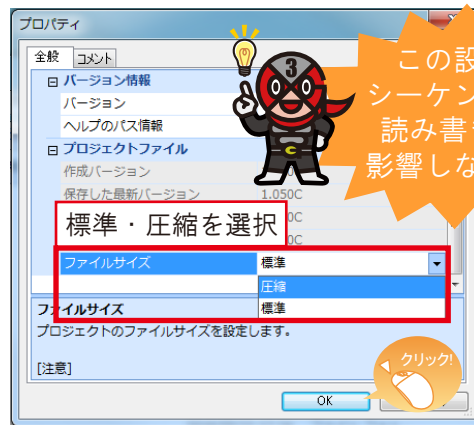 プロパティ
全般 コメント
バージョン情報
バージョン
ヘルプのパス情報
プロジェクトファイル
作成バージョン
保存した最新バージョン 1.050C
標準・圧縮を選択
ファイルサイズ 標準
圧縮
標準
ファイルサイズ
プロジェクトのファイルサイズを設定します。
[注意]
OK
クリック!
3
C
この設
シーケン
読み書
影響しな